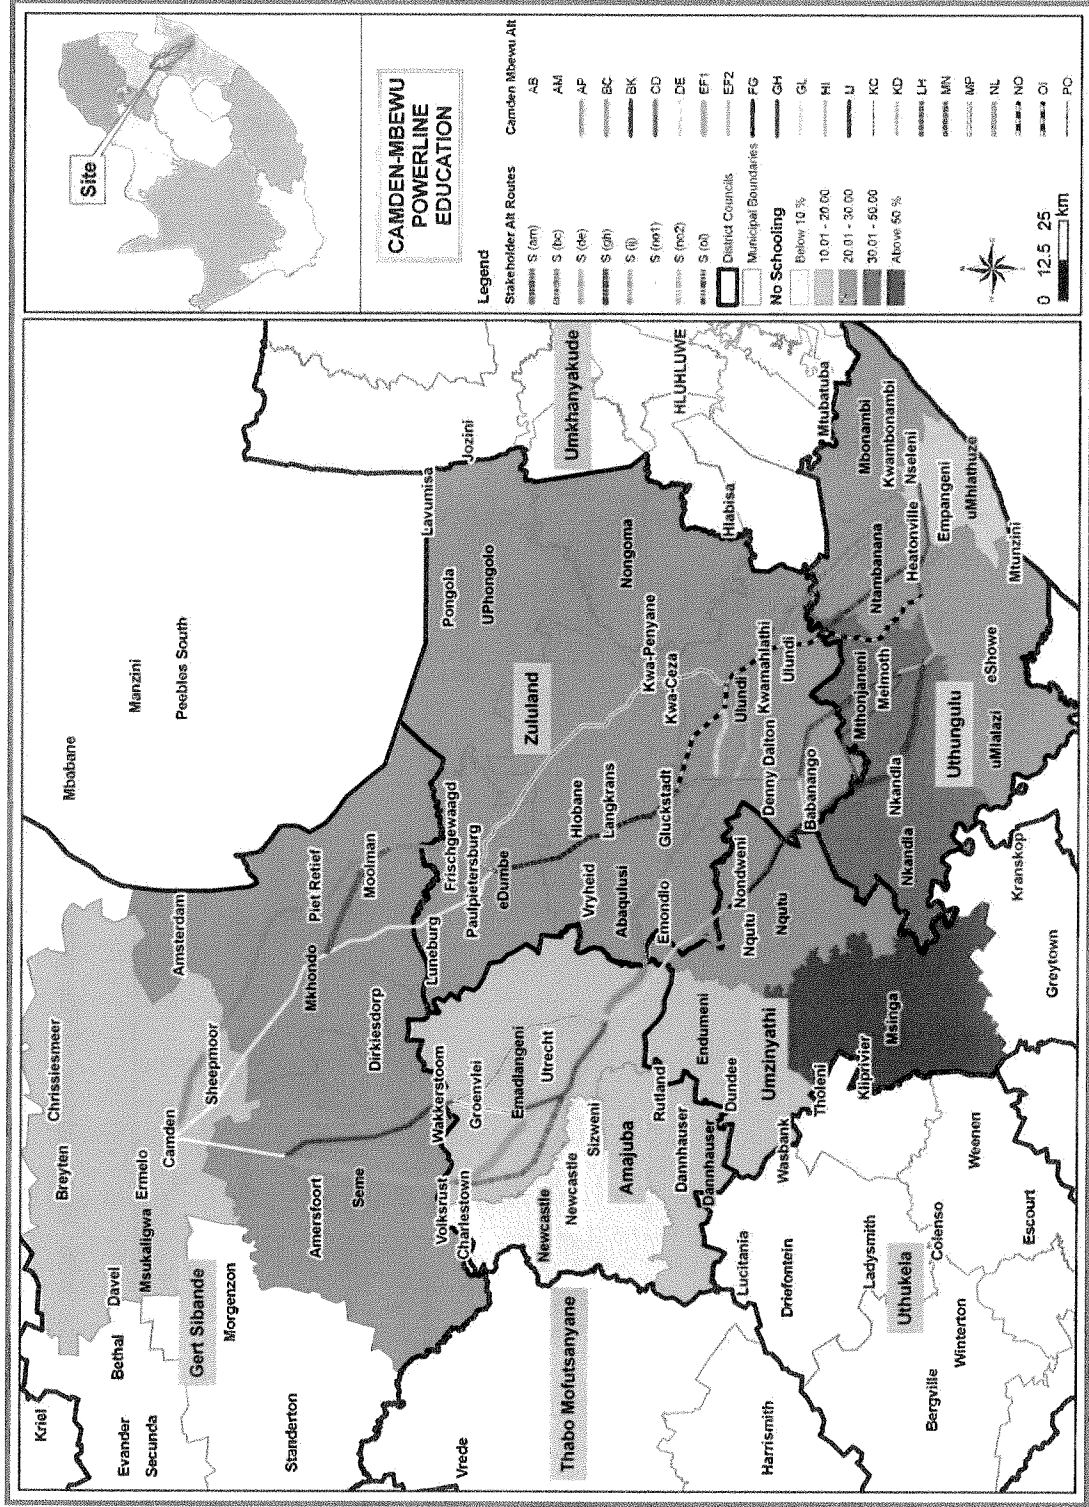 Site
CAMDEN-MBEWU
POWERLINE
EDUCATION
Legend
Stakeholder Alt Routes
S (am)
S (bc)
S (de)
S (gh)
S (ij)
S (no1)
S (no2)
S (oi)
District Councils
Municipal Boundaries
No Schooling
Below 10 %
10.01 - 20.00
20.01 - 30.00
30.01 - 50.00
Above 50 %
Camden Mbewu Alt
AB
AM
AP
BC
BK
CD
DE
EF1
EF2
FG
GH
GL
HI
IJ
KC
KD
LH
MN
MP
NL
NO
OI
PO
0 12.5 25
km
Kriel
Breyten
Chrissiesmeer
Mbabane
Evander
Secunda
Bethal
Davel
Msukaligwa
Ermelo
Camden
Amsterdam
Manzini
Peebles South
Gert Sibande
Morgenzon
Sheepmoor
Standerton
Amersfoort
Seme
Mkhondo
Piet Retief
Moolman
Dirkiesdorp
Vrede
Volksrust
Charlestown
Wakkerstoom
Groenvlei
Luneburg
Frischgewaagd
Paulpietersburg
eDumbe
Lavumisa
Pongola
UPhongolo
Jozini
Thabo Mofutsanyane
Newcastle
Newcastle
Sizweni
Emadlangeni
Utrecht
Zululand
Umkhanyakude
Amajuba
Hlobane
Langkrans
Vryheid
Abaqulusi
Emondlo
Gluckstadt
Kwa-Penyane
Kwa-Ceza
Nongoma
HLUHLUWE
Hlabisa
Rutland
Dannhauser
Dannhauser
Dundee
Endumeni
Umzinyathi
Nqutu
Nondweni
Nqutu
Ulundi
Kwamahlathi
Ulundi
Denny Dalton
Babanango
Mtubatuba
Lucitania
Driefontein
Harrismith
Wasbank
Tholeni
Kliprivier
Msinga
Ladysmith
Uthukela
Colenso
Weenen
Winterton
Bergville
Escourt
Greytown
Kranskop
Nkandla
Nkandla
Mthonjaneni
Melmoth
Uthungulu
uMlalazi
eShowe
Ntambanana
Heatonville
Mbonambi
Kwambonambi
Nseleni
Empangeni
uMhlathuze
Mtunzini